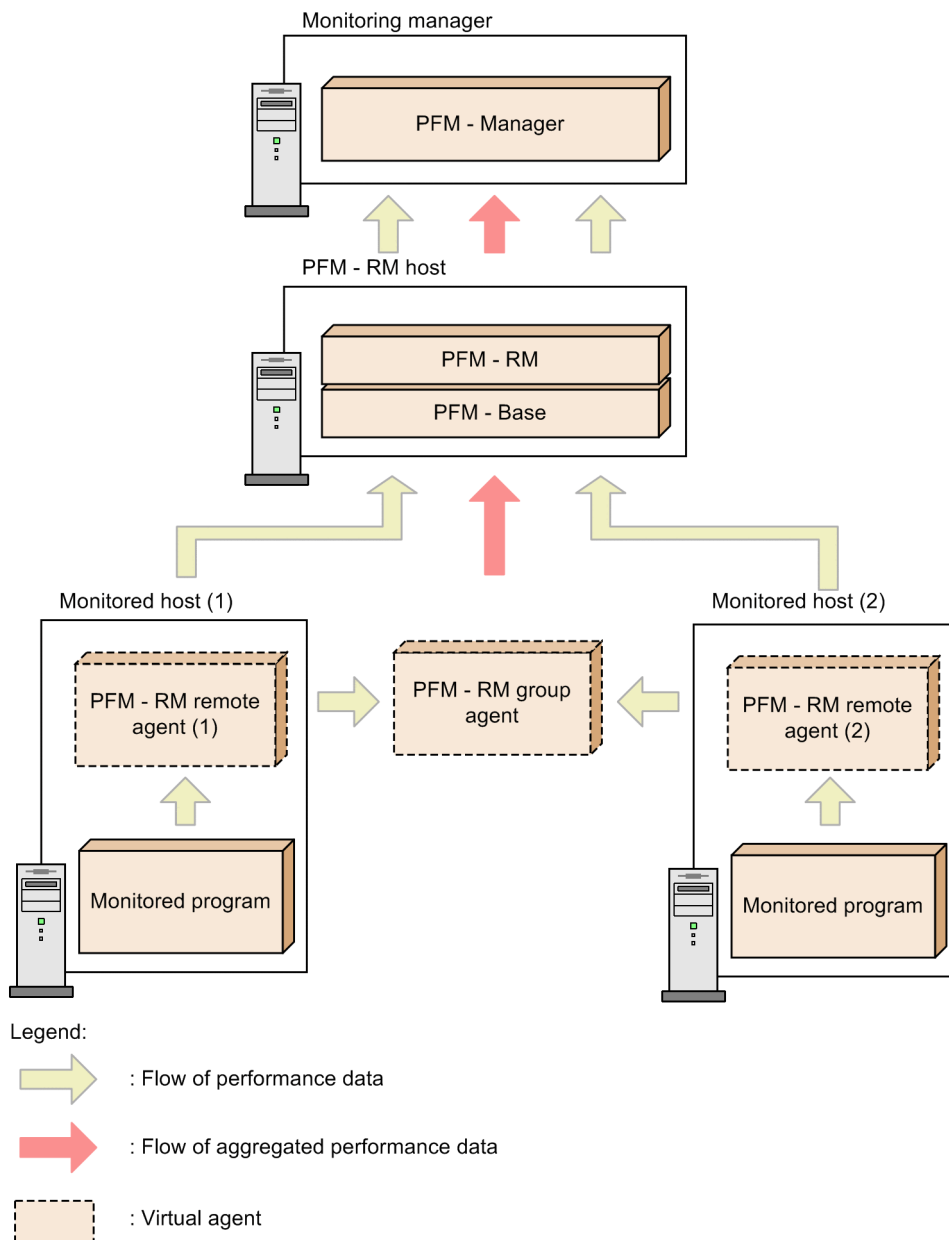 Monitoring manager
PFM - Manager
PFM - RM host
PFM - RM
PFM - Base
Monitored host (1)
Monitored host (2)
PFM - RM remote
agent (1)
PFM - RM group
agent
PFM - RM remote
agent (2)
Monitored program
Monitored program
Legend:
: Flow of performance data
: Flow of aggregated performance data
: Virtual agent